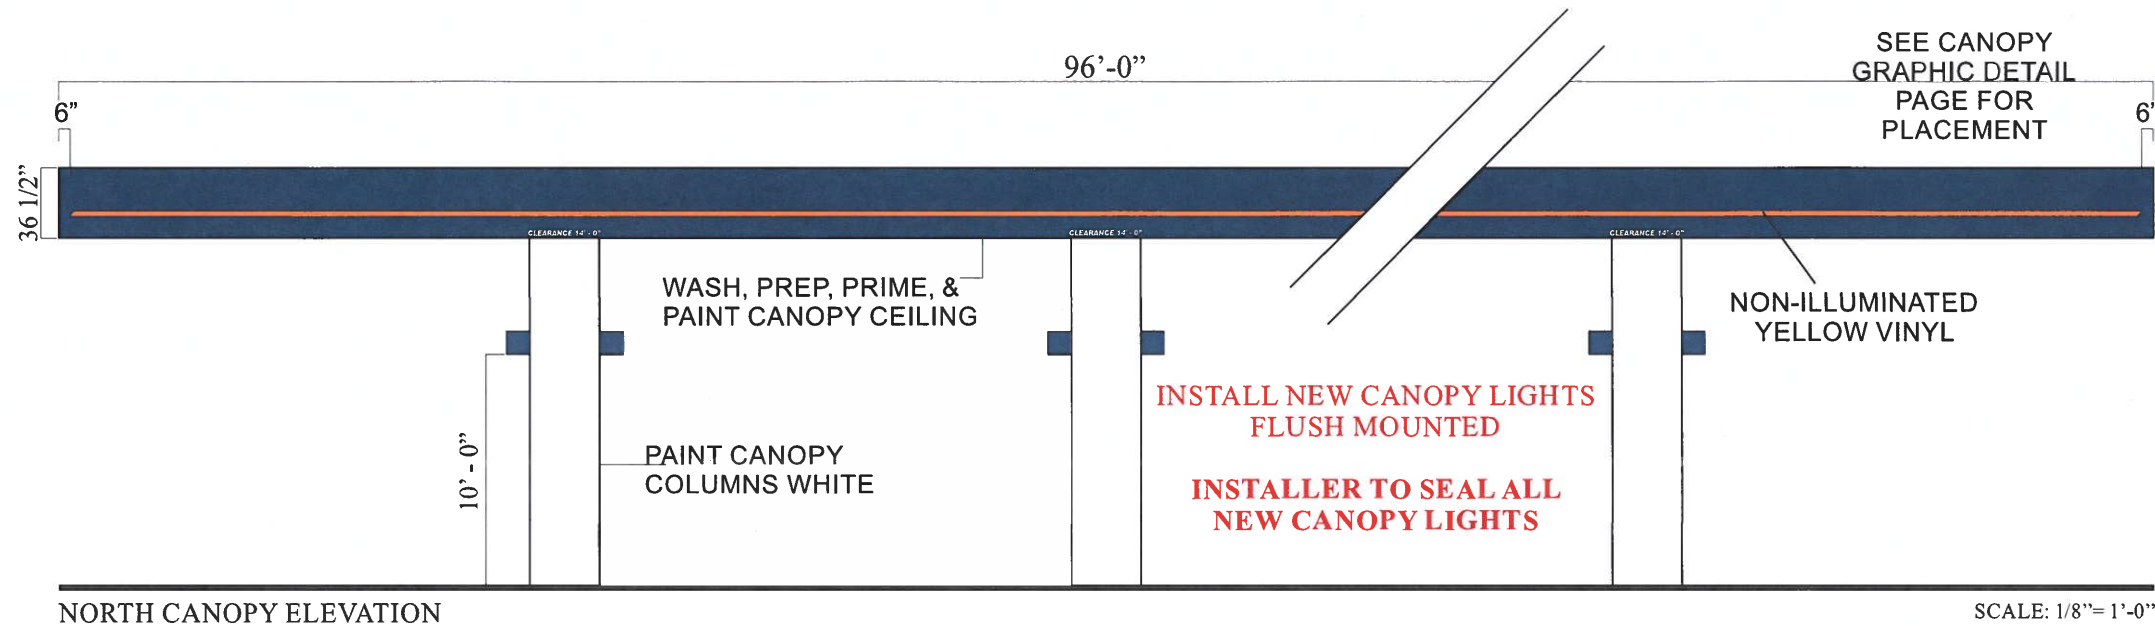 SEE CANOPY
GRAPHIC DETAIL
PAGE FOR
PLACEMENT
96’-0”
6”
6’
36 1/2”
CLEARANCE 14' - 0"
CLEARANCE 14' - 0"
CLEARANCE 14' - 0"
WASH, PREP, PRIME, &
PAINT CANOPY CEILING
NON-ILLUMINATED
YELLOW VINYL
INSTALL NEW CANOPY LIGHTS
FLUSH MOUNTED
10’ - 0”
PAINT CANOPY
COLUMNS WHITE
INSTALLER TO SEAL ALL
NEW CANOPY LIGHTS
NORTH CANOPY ELEVATION
SCALE: 1/8”= 1’-0”